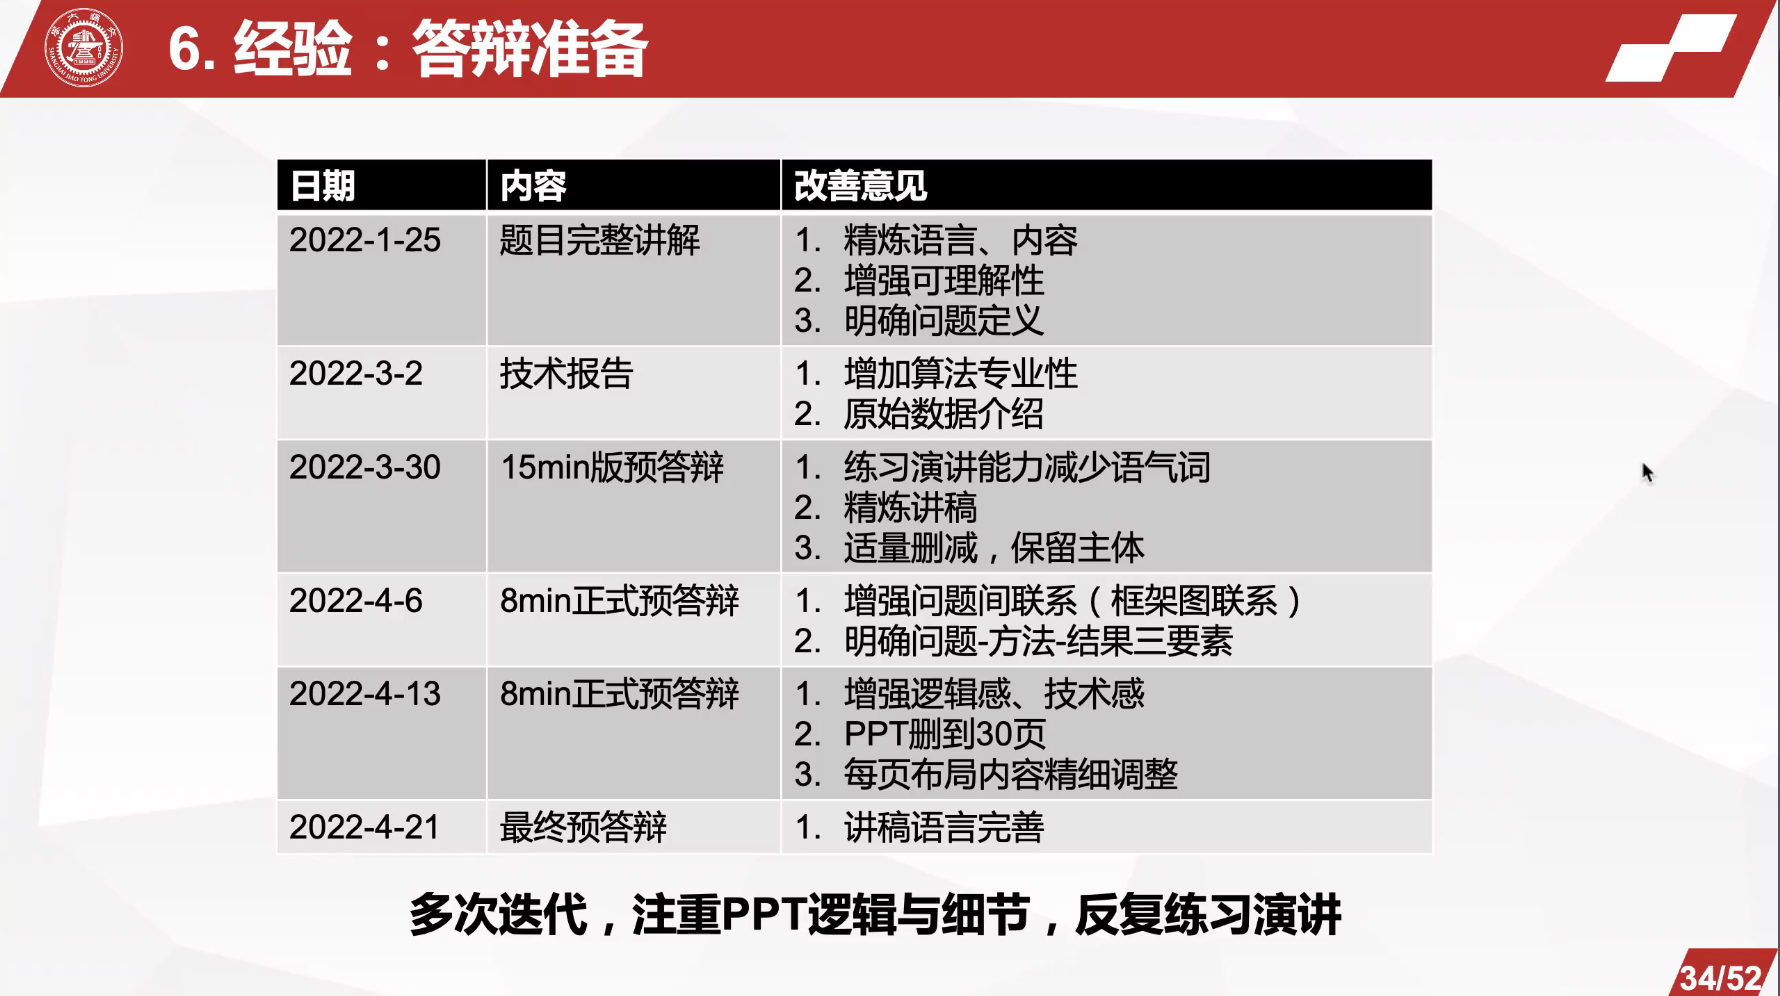 6. 经验：答辩准备
日期 内容 改善意见
2022-1-25 题目完整讲解 1. 精炼语言、内容
2. 增强可理解性
3. 明确问题定义
2022-3-2 技术报告 1. 增加算法专业性
2. 原始数据介绍
2022-3-30 15min版预答辩 1. 练习演讲能力减少语气词
2. 精炼讲稿
3. 适量删减，保留主体
2022-4-6 8min正式预答辩 1. 增强问题间联系（框架图联系）
2. 明确问题-方法-结果三要素
2022-4-13 8min正式预答辩 1. 增强逻辑感、技术感
2. PPT删到30页
3. 每页布局内容精细调整
2022-4-21 最终预答辩 1. 讲稿语言完善
多次迭代，注重PPT逻辑与细节，反复练习演讲
34/52